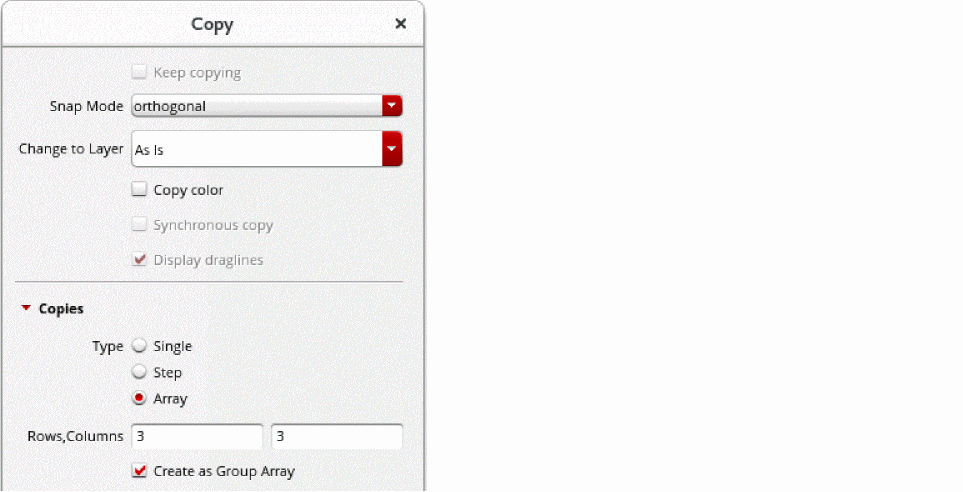 Copy
Keep copying
Snap Mode orthogonal
Change to Layer As Is
Copy color
Synchronous copy
Display draglines
Copies
Type Single
Step
Array
Rows,Columns 3 3
Create as Group Array